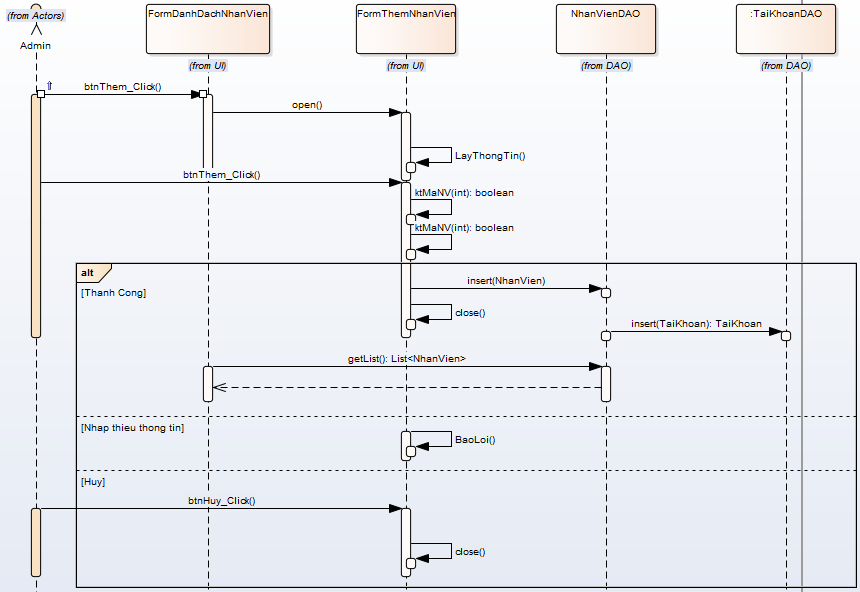 (from Actors)
Admin
FormDanhDachNhanVien
(from UI)
FormThemNhanVien
(from UI)
NhanVienDAO
(from DAO)
:TaiKhoanDAO
(from DAO)
btnThem_Click()
open()
LayThongTin()
btnThem_Click()
ktMaNV(int): boolean
ktMaNV(int): boolean
alt
[Thanh Cong]
insert(NhanVien)
close()
insert(TaiKhoan): TaiKhoan
getList(): List<NhanVien>
[Nhap thieu thong tin]
BaoLoi()
[Huy]
btnHuy_Click()
close()